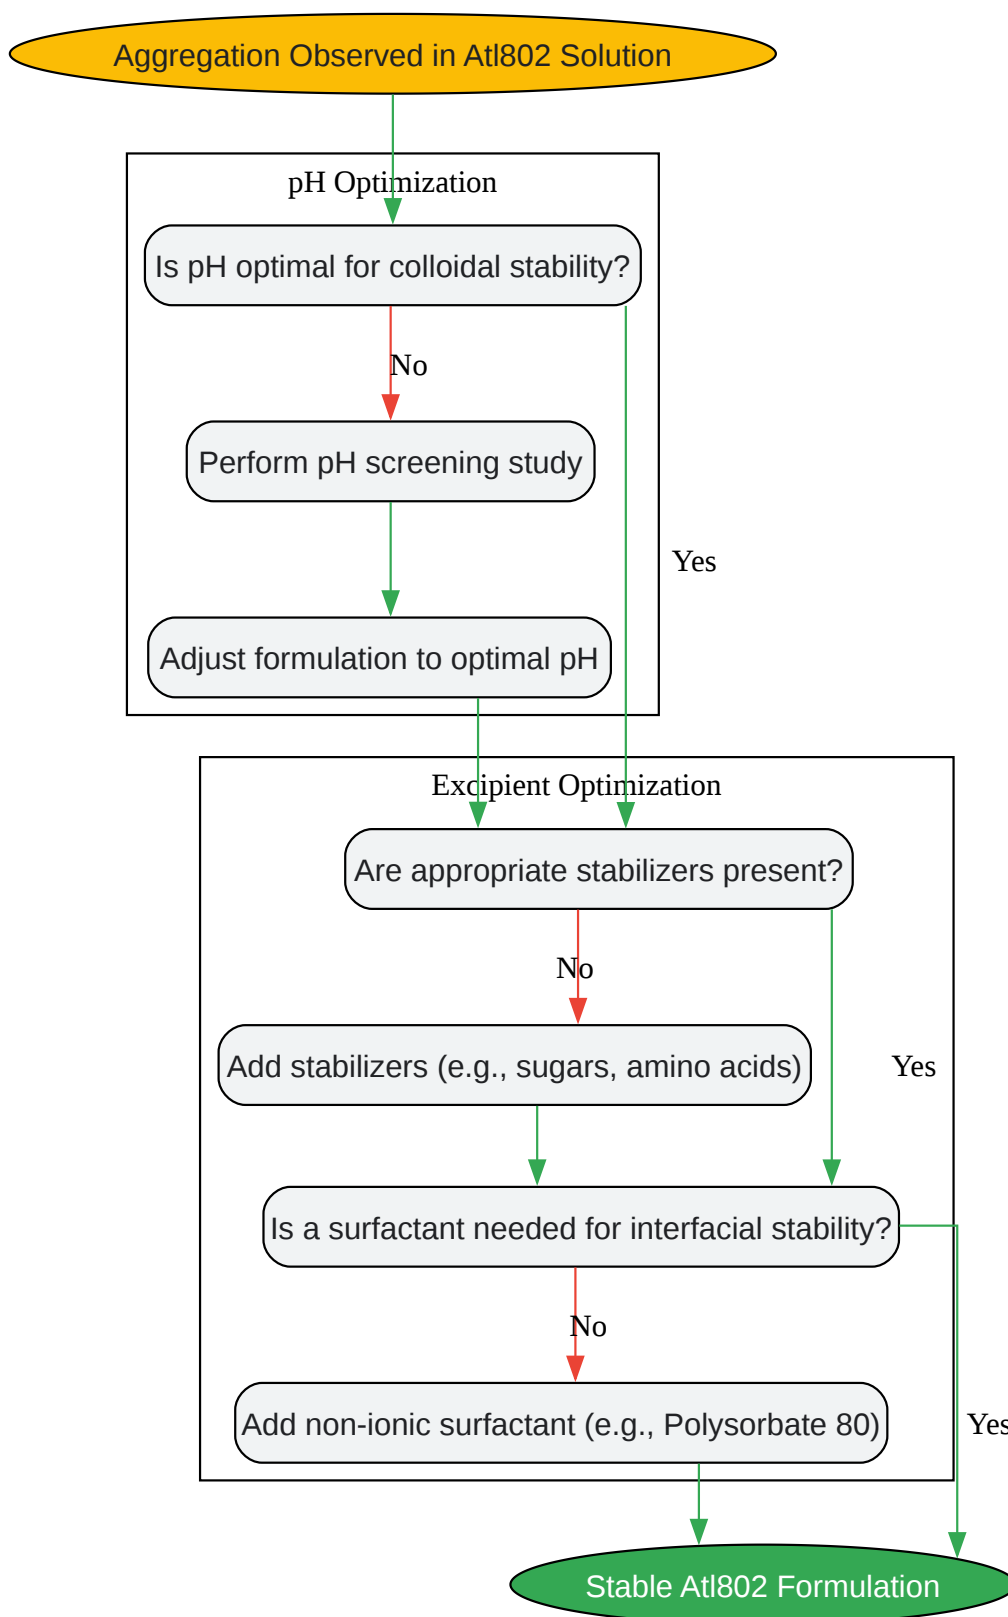 Aggregation Observed in Atl802 Solution
pH Optimization
Is pH optimal for colloidal stability?
No
Perform pH screening study
Yes
Adjust formulation to optimal pH
Excipient Optimization
Are appropriate stabilizers present?
No
Add stabilizers (e.g., sugars, amino acids)
Yes
Is a surfactant needed for interfacial stability?
No
Add non-ionic surfactant (e.g., Polysorbate 80)
Yes
Stable Atl802 Formulation